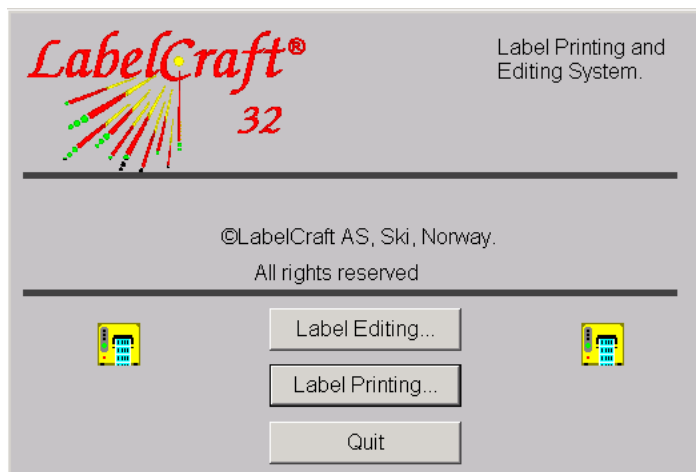 LabelCraft®
32
Label Printing and
Editing System.
©LabelCraft AS, Ski, Norway.
All rights reserved
Label Editing...
Label Printing...
Quit